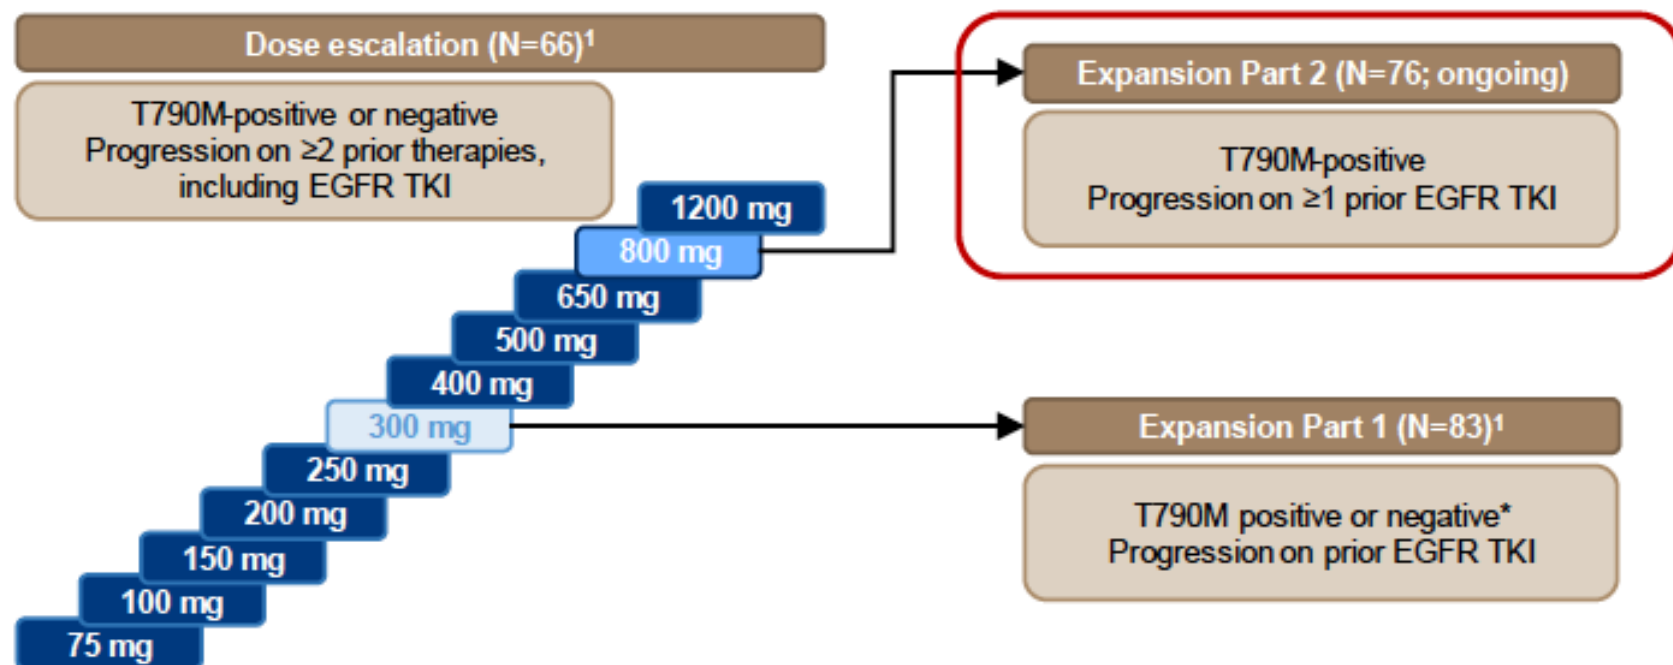 Dose escalation (N=66)¹
T790M-positive or negative
Progression on ≥2 prior therapies,
including EGFR TKI
1200 mg
800 mg
650 mg
500 mg
400 mg
300 mg
250 mg
200 mg
150 mg
100 mg
75 mg
Expansion Part 2 (N=76; ongoing)
T790M-positive
Progression on ≥1 prior EGFR TKI
Expansion Part 1 (N=83)¹
T790M positive or negative*
Progression on prior EGFR TKI